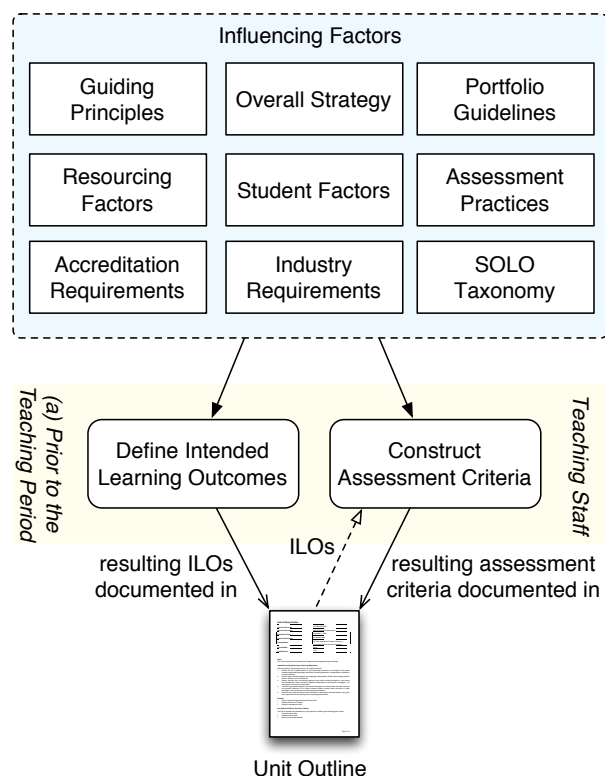 Influencing Factors
Guiding
Principles
Overall Strategy
Portfolio
Guidelines
Resourcing
Factors
Student Factors
Assessment
Practices
Accreditation
Requirements
Industry
Requirements
SOLO
Taxonomy
(a) Prior to the
Teaching Period
Define Intended
Learning Outcomes
Construct
Assessment Criteria
Teaching Staff
resulting ILOs
documented in
ILOs
resulting assessment
criteria documented in
Unit Outline